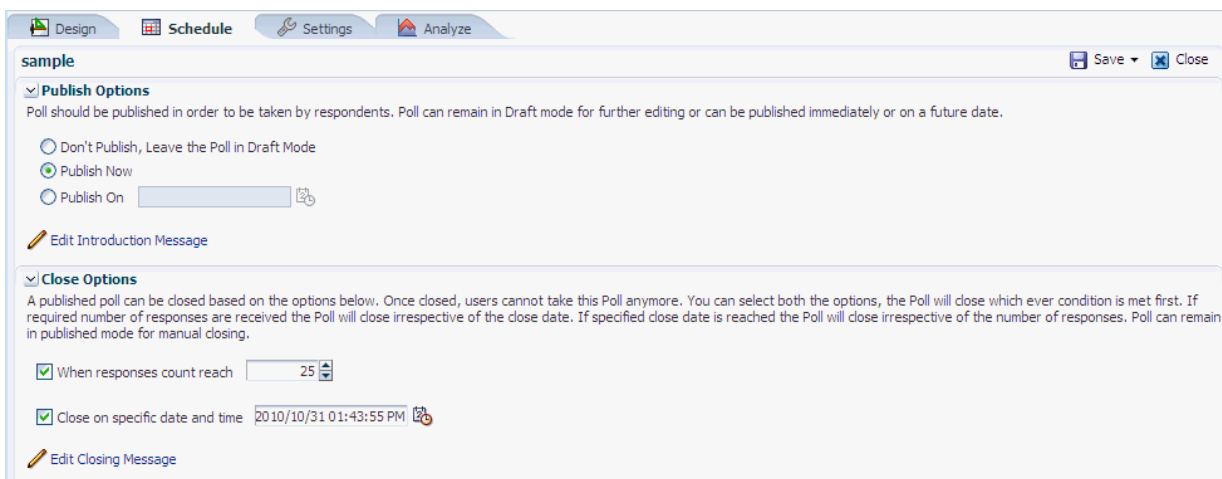 Design Schedule Settings Analyze
sample Save Close
Publish Options
Poll should be published in order to be taken by respondents. Poll can remain in Draft mode for further editing or can be published immediately or on a future date.
Don't Publish, Leave the Poll in Draft Mode
Publish Now
Publish On
Edit Introduction Message
Close Options
A published poll can be closed based on the options below. Once closed, users cannot take this Poll anymore. You can select both the options, the Poll will close which ever condition is met first. If
required number of responses are received the Poll will close irrespective of the close date. If specified close date is reached the Poll will close irrespective of the number of responses. Poll can remain
in published mode for manual closing.
When responses count reach 25
Close on specific date and time 2010/10/31 01:43:55 PM
Edit Closing Message